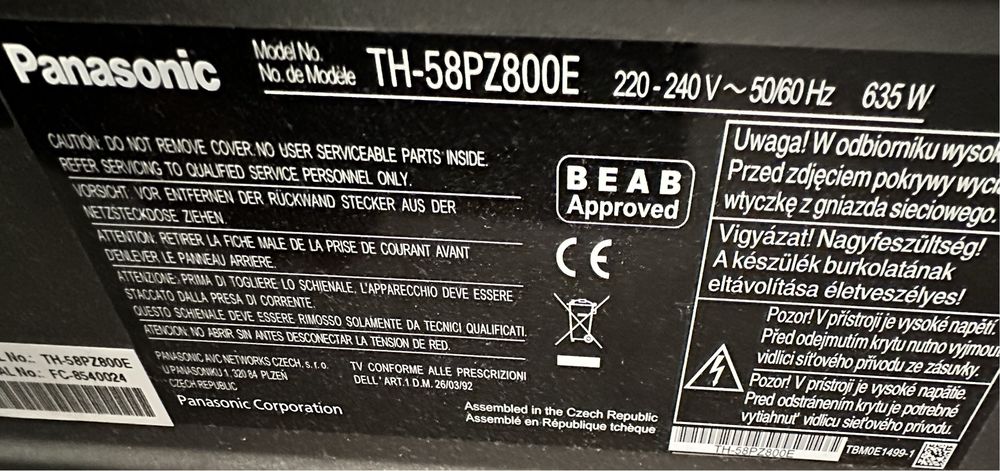 Panasonic
Model No.
No. de Modèle
TH-58PZ800E
220 - 240 V ~ 50/60 Hz 635 W
CAUTION: DO NOT REMOVE COVER. NO USER SERVICEABLE PARTS INSIDE.
REFER SERVICING TO QUALIFIED SERVICE PERSONNEL ONLY.
VORSICHT: VOR ENTFERNEN DER RÜCKWAND STECKER AUS DER
NETZSTECKDOSE ZIEHEN.
ATTENTION: RETIRER LA FICHE MALE DE LA PRISE DE COURANT AVANT
D'ENLEVER LE PANNEAU ARRIERE.
ATTENZIONE: PRIMA DI TOGLIERE LO SCHIENALE, L'APPARECCHIO DEVE ESSERE
STACCATO DALLA PRESA DI CORRENTE.
QUESTO SCHIENALE DEVE ESSERE RIMOSSO SOLAMENTE DA TECNICI QUALIFICATI.
ATENCION: NO ABRIR SIN ANTES DESCONECTAR LA TENSION DE RED.
PANASONIC AVC NETWORKS CZECH, s. r. o.
U PANASONIKU 1, 320 84 PLZEŇ
CZECH REPUBLIC
TV CONFORME ALLE PRESCRIZIONI
DELL' ART.1 D.M. 26/03/92
Panasonic Corporation
Assembled in the Czech Republic
Assemblé en République tchèque
BEAB
Approved
CE
Uwaga! W odbiorniku wysok
Przed zdjęciem pokrywy wyc
wtyczkę z gniazda sieciowego.
Vigyázat! Nagyfeszültség!
A készülék burkolatának
eltávolítása életveszélyes!
Pozor! V přístroji je vysoké napětí.
Před odejmutím krytu nutno vyjmou
vidlici síťového přívodu ze zásuvky.
Pozor! V prístroji je vysoké napätie.
Pred odstránením krytu je potrebné
vytiahnuť vidlicu sieťového prívodu.
TH-58PZ800E
TBM0E1499-1
L No.: TH-58PZ800E
AL No.: FC-8540024